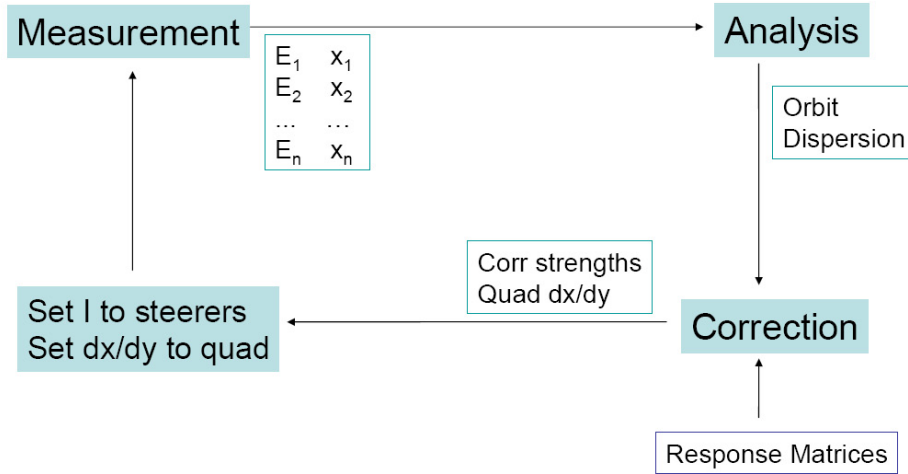 Measurement
Analysis
E₁ x₁
E₂ x₂
... ...
Eₙ xₙ
Orbit
Dispersion
Corr strengths
Quad dx/dy
Set I to steerers
Set dx/dy to quad
Correction
Response Matrices